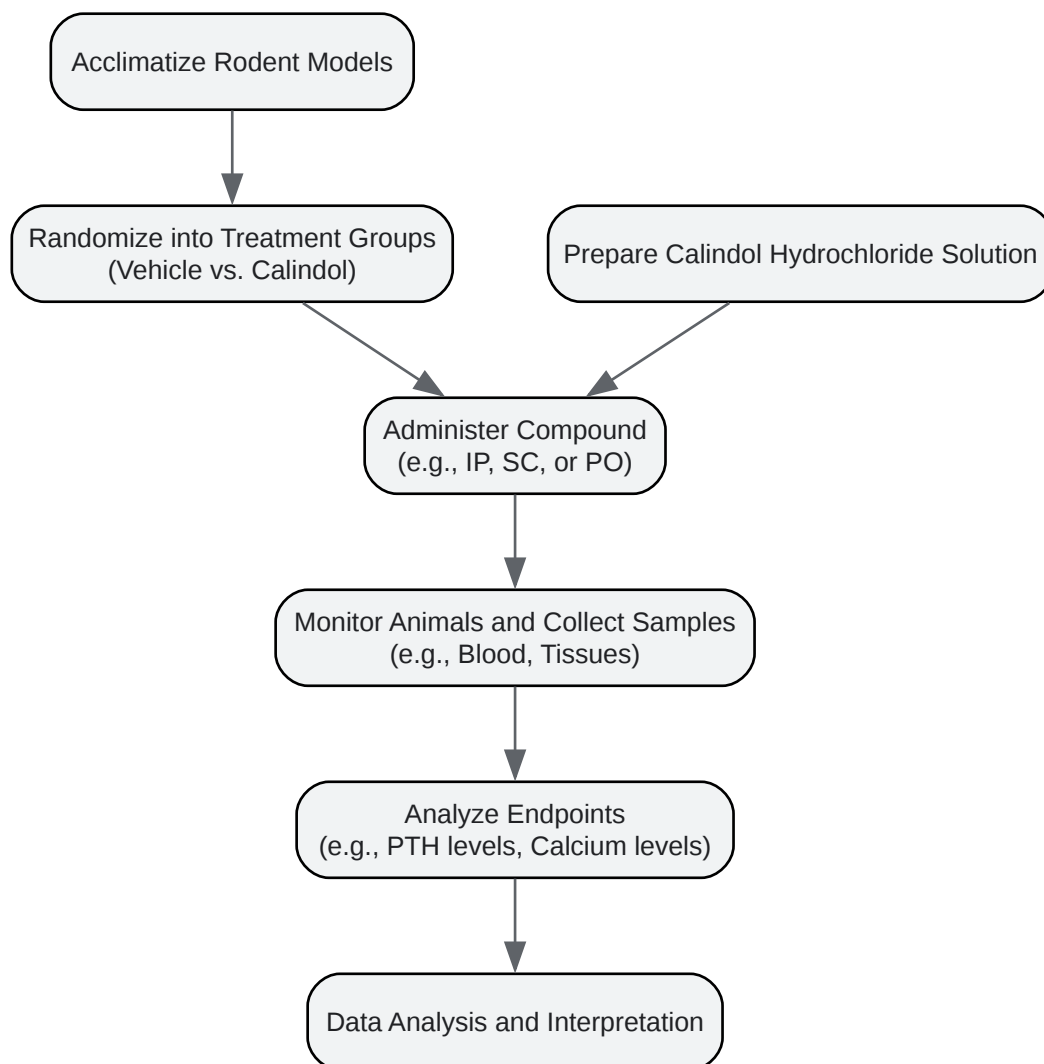 Acclimatize Rodent Models
Randomize into Treatment Groups
(Vehicle vs. Calindol)
Prepare Calindol Hydrochloride Solution
Administer Compound
(e.g., IP, SC, or PO)
Monitor Animals and Collect Samples
(e.g., Blood, Tissues)
Analyze Endpoints
(e.g., PTH levels, Calcium levels)
Data Analysis and Interpretation